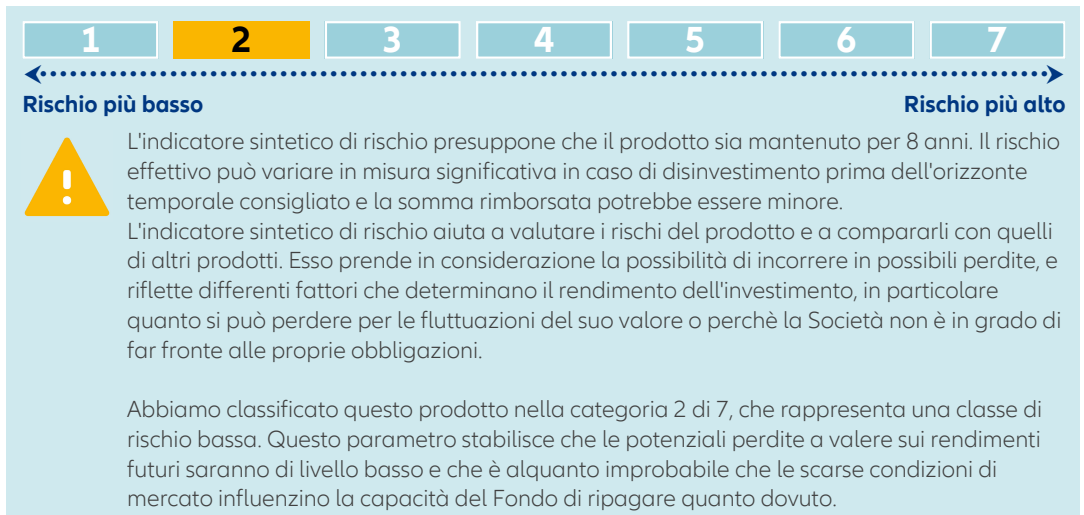 1 2 3 4 5 6 7
Rischio più basso Rischio più alto
L'indicatore sintetico di rischio presuppone che il prodotto sia mantenuto per 8 anni. Il rischio
effettivo può variare in misura significativa in caso di disinvestimento prima dell'orizzonte
temporale consigliato e la somma rimborsata potrebbe essere minore.
L'indicatore sintetico di rischio aiuta a valutare i rischi del prodotto e a compararli con quelli
di altri prodotti. Esso prende in considerazione la possibilità di incorrere in possibili perdite, e
riflette differenti fattori che determinano il rendimento dell'investimento, in particolare
quanto si può perdere per le fluttuazioni del suo valore o perchè la Società non è in grado di
far fronte alle proprie obbligazioni.
Abbiamo classificato questo prodotto nella categoria 2 di 7, che rappresenta una classe di
rischio bassa. Questo parametro stabilisce che le potenziali perdite a valere sui rendimenti
futuri saranno di livello basso e che è alquanto improbabile che le scarse condizioni di
mercato influenzino la capacità del Fondo di ripagare quanto dovuto.